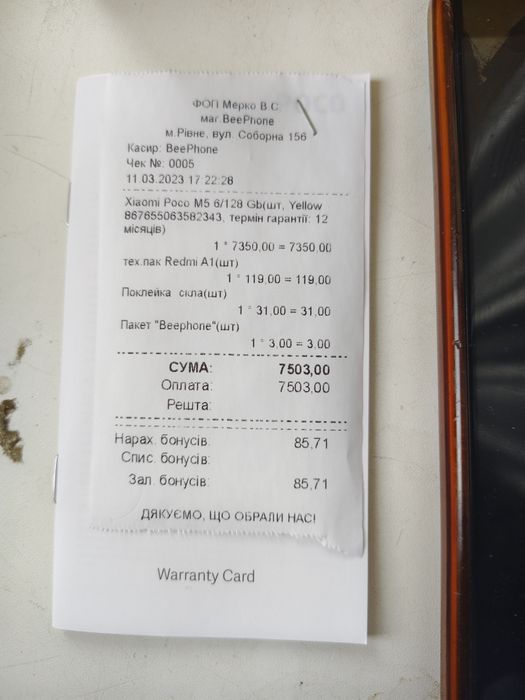 ФОП Мерко В.С.
маг.BeePhone
м.Рівне, вул. Соборна 156
Касир: BeePhone
Чек №: 0005
11.03.2023 17:22:28
Xiaomi Poco M5 6/128 Gb(шт, Yellow
867655063582343, термін гарантії: 12
місяців)
1 * 7350,00 = 7350,00
тех.пак Redmi A1(шт)
1 * 119,00 = 119,00
Поклейка скла(шт)
1 * 31,00 = 31,00
Пакет "Beephone"(шт)
1 * 3,00 = 3,00
СУМА: 7503,00
Оплата: 7503,00
Решта:
Нарах. бонусів: 85,71
Спис. бонусів:
Зал. бонусів: 85,71
ДЯКУЄМО, ЩО ОБРАЛИ НАС!
Warranty Card